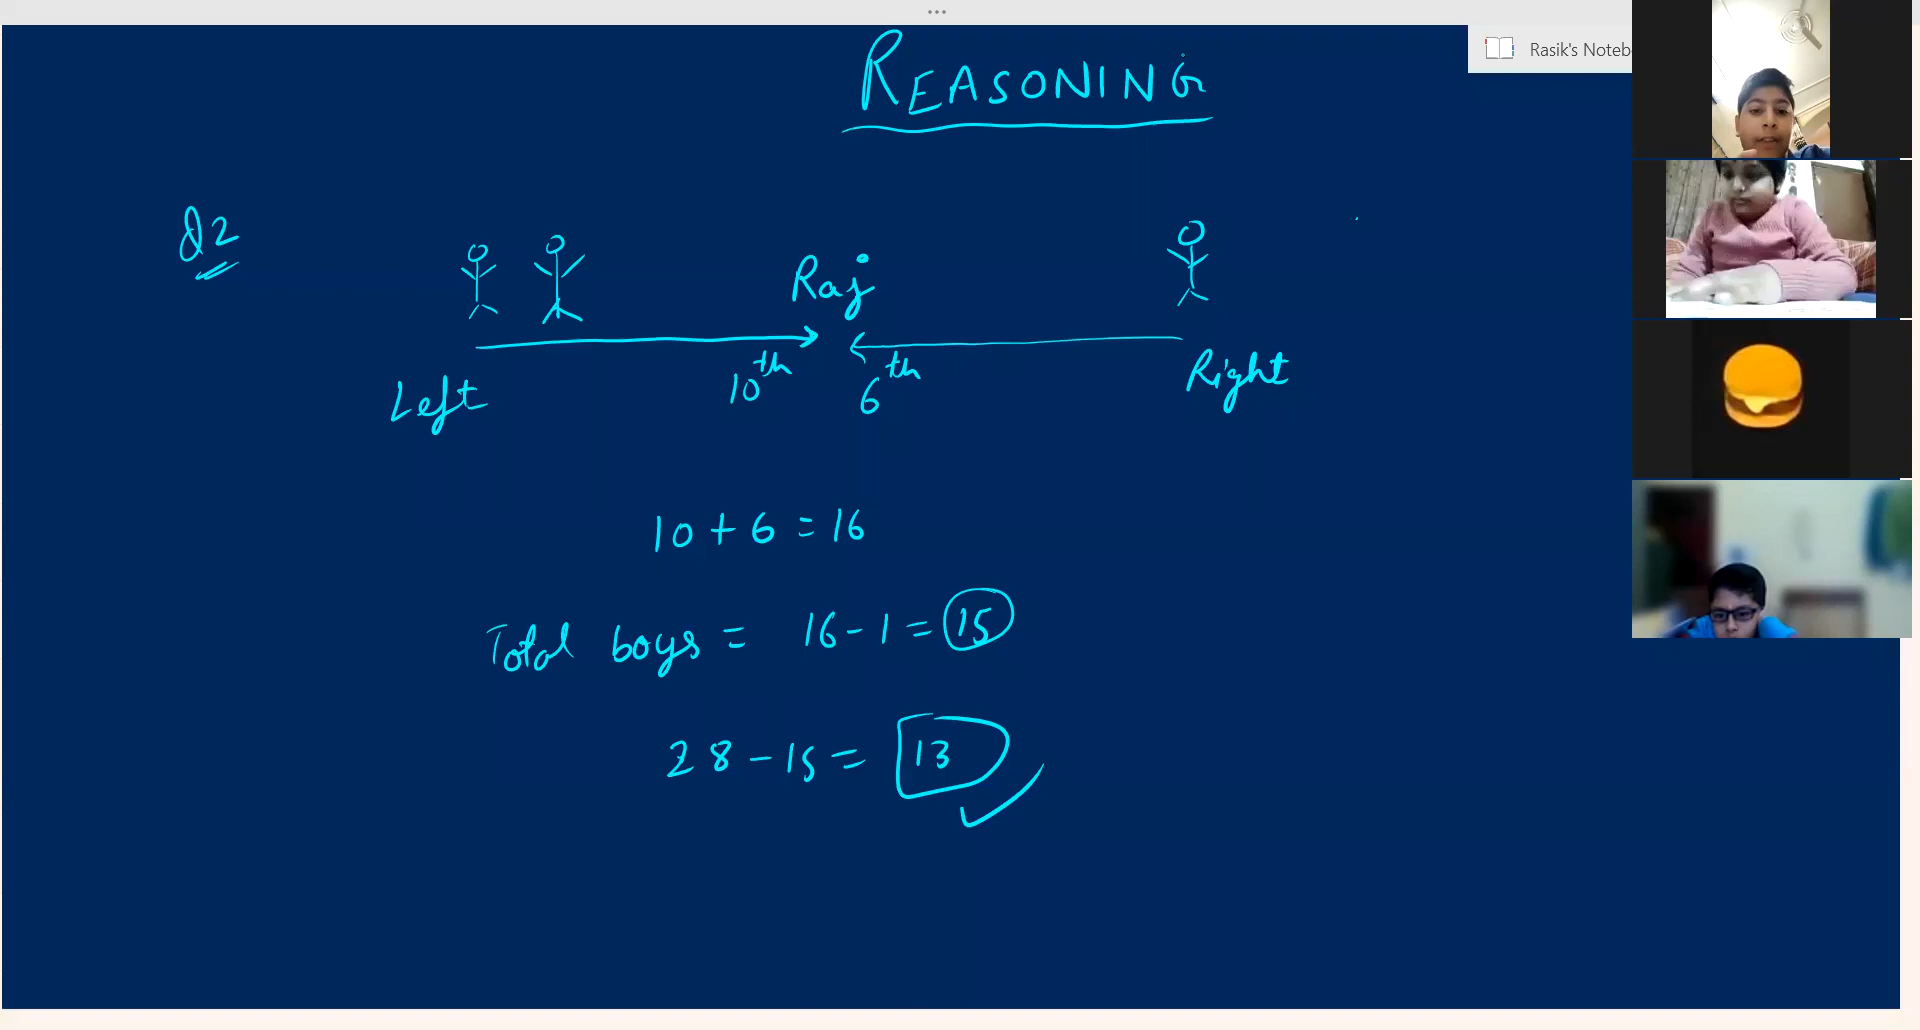 REASONING
Rasik's Noteb
Q2
Raj
10th 6th
Left Right
10 + 6 = 16
Total boys = 16 - 1 = 15
28 - 15 = 13